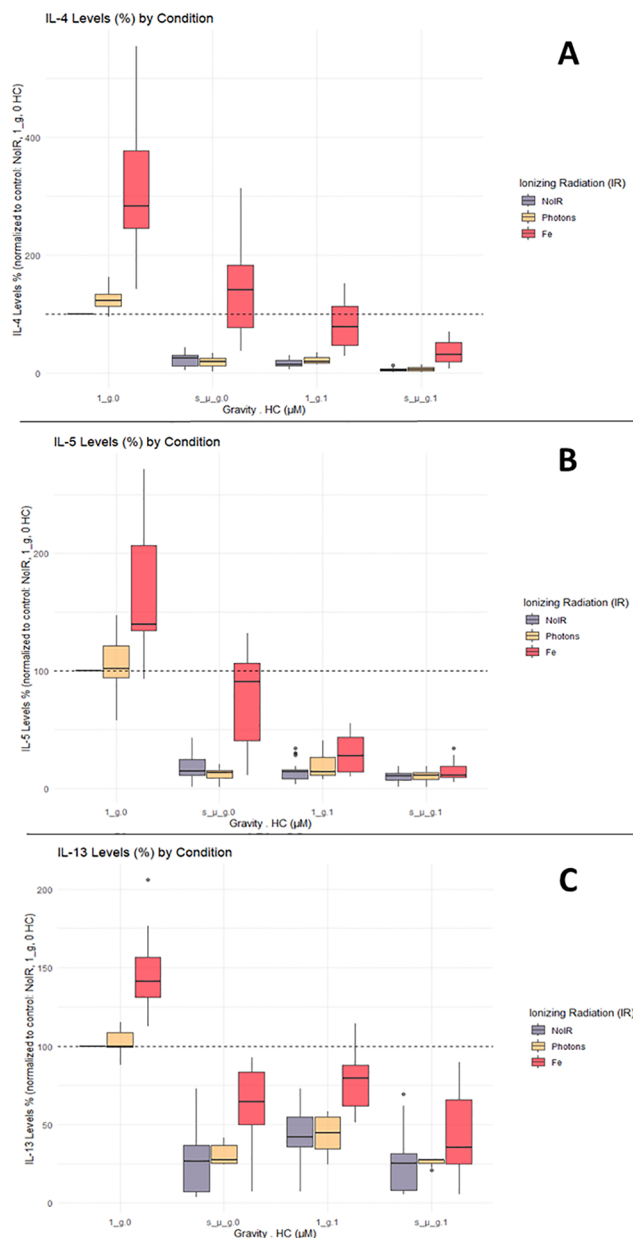 IL-4 Levels (%) by Condition
A
IL-4 Levels % (normalized to control: NoIR, 1_g, 0 HC)
400
200
0
1_g.0
s_μ_g.0
1_g.1
s_μ_g.1
Gravity . HC (μM)
Ionizing Radiation (IR)
NoIR
Photons
Fe
IL-5 Levels (%) by Condition
B
IL-5 Levels % (normalized to control: NoIR, 1_g, 0 HC)
200
100
0
1_g.0
s_μ_g.0
1_g.1
s_μ_g.1
Gravity . HC (μM)
Ionizing Radiation (IR)
NoIR
Photons
Fe
IL-13 Levels (%) by Condition
C
IL-13 Levels % (normalized to control: NoIR, 1_g, 0 HC)
200
150
100
50
0
1_g.0
s_μ_g.0
1_g.1
s_μ_g.1
Gravity . HC (μM)
Ionizing Radiation (IR)
NoIR
Photons
Fe